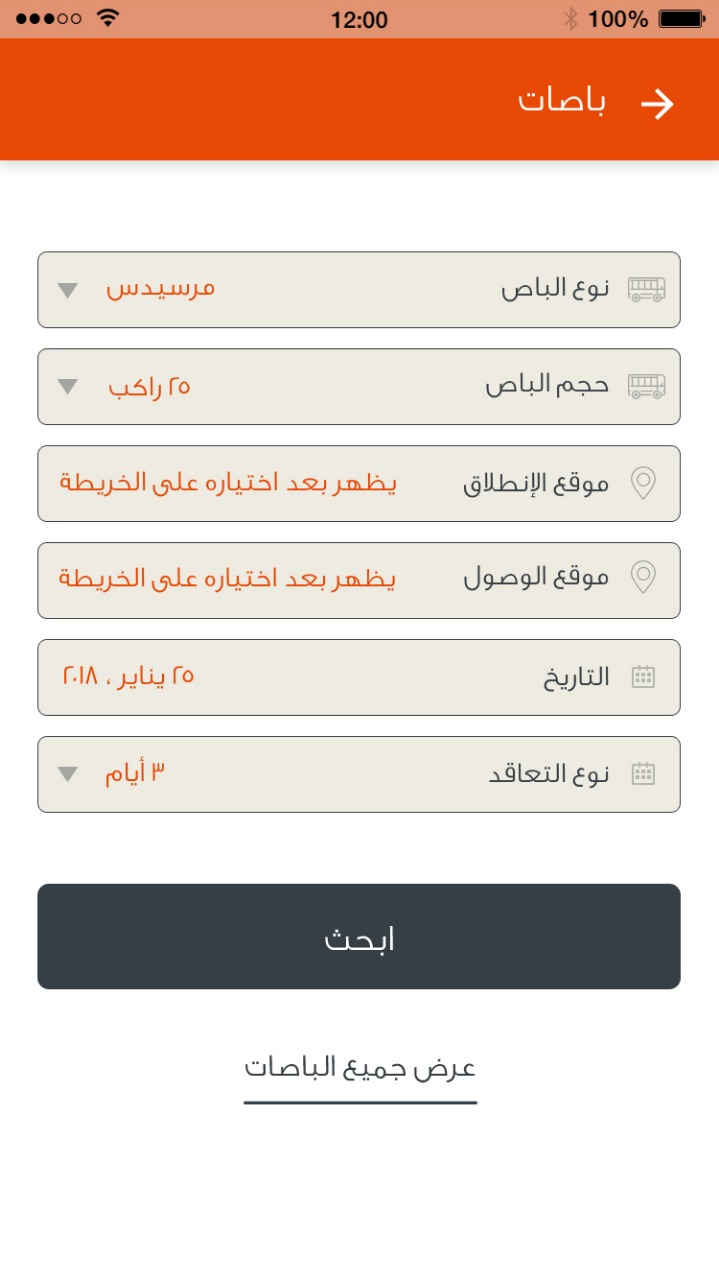 12:00
100%
باصات
نوع الباص مرسيدس
حجم الباص ٢٥ راكب
موقع الإنطلاق يظهر بعد اختياره على الخريطة
موقع الوصول يظهر بعد اختياره على الخريطة
التاريخ ٢٥ يناير ، ٢٠١٨
نوع التعاقد ٣ أيام
ابحث
عرض جميع الباصات